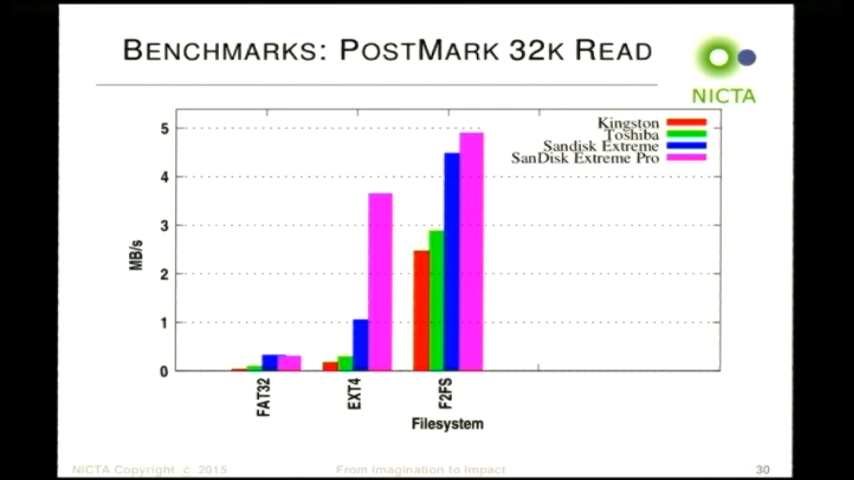 BENCHMARKS: POSTMARK 32K READ
NICTA
Kingston
Toshiba
Sandisk Extreme
SanDisk Extreme Pro
5
4
3
2
1
0
MB/s
FAT32
EXT4
F2FS
Filesystem
NICTA Copyright c 2015
From Imagination to Impact
30